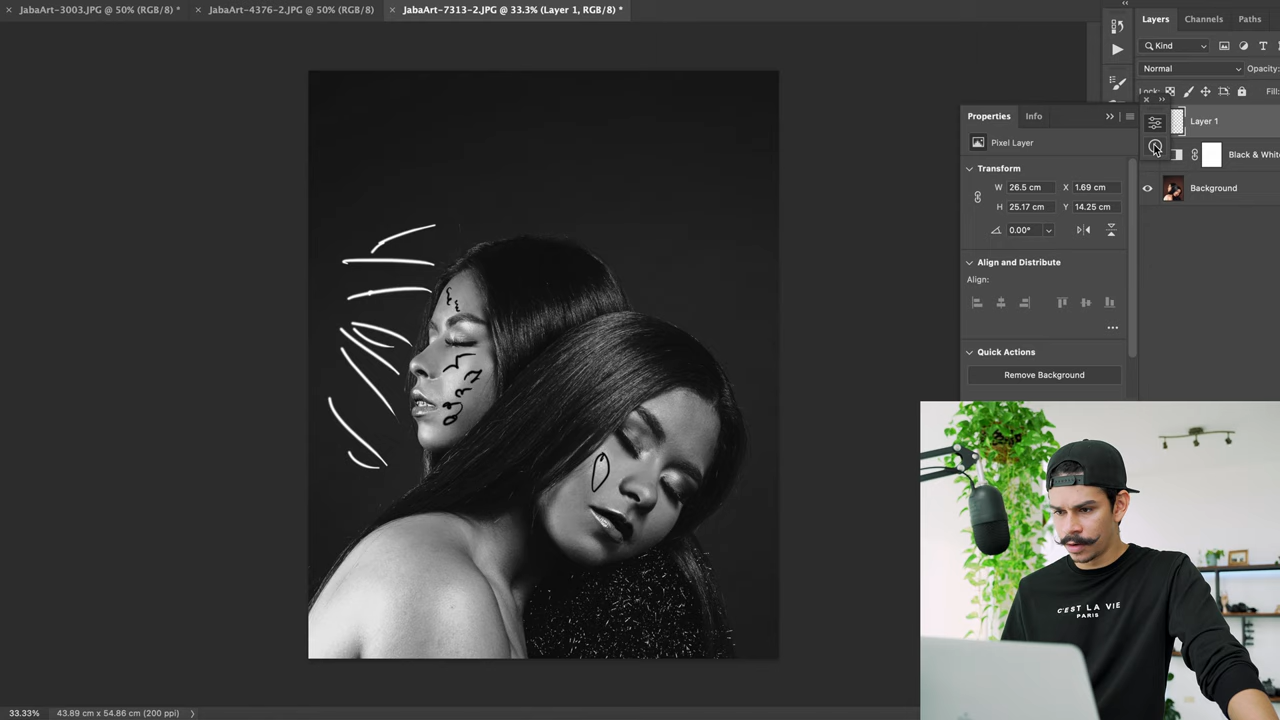 JabaArt-3003.JPG @ 50% (RGB/8) *
JabaArt-4376-2.JPG @ 50% (RGB/8)
JabaArt-7313-2.JPG @ 33.3% (Layer 1, RGB/8) *
Layers
Channels
Paths
Kind
Normal
Opacity:
Lock:
Fill:
Properties
Info
Layer 1
Pixel Layer
Black & Whit
Transform
W 26.5 cm X 1.69 cm
Background
H 25.17 cm Y 14.25 cm
0.00°
Align and Distribute
Align:
Quick Actions
Remove Background
C'EST LA VIE
PARIS
33.33%
43.89 cm x 54.86 cm (200 ppi)